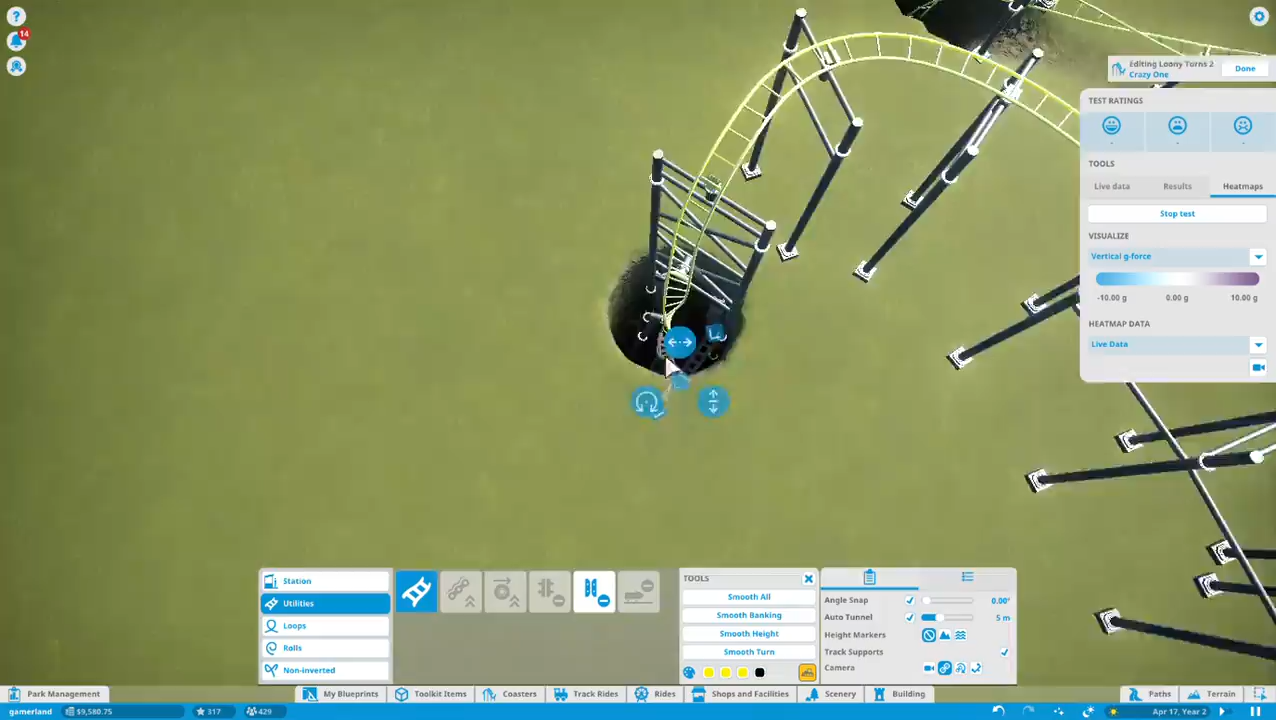 ?
14
Editing Loony Turns 2
Crazy One
Done
TEST RATINGS
- - -
TOOLS
Live data Results Heatmaps
Stop test
VISUALIZE
Vertical g-force
-10.00 g 0.00 g 10.00 g
HEATMAP DATA
Live Data
Station
Utilities
Loops
Rolls
Non-inverted
TOOLS
Smooth All
Smooth Banking
Smooth Height
Smooth Turn
Angle Snap 0.00°
Auto Tunnel 5 m
Height Markers
Track Supports
Camera
Park Management My Blueprints Toolkit Items Coasters Track Rides Rides Shops and Facilities Scenery Building Paths Terrain
gamerland $9,580.75 317 429 Apr 17, Year 2